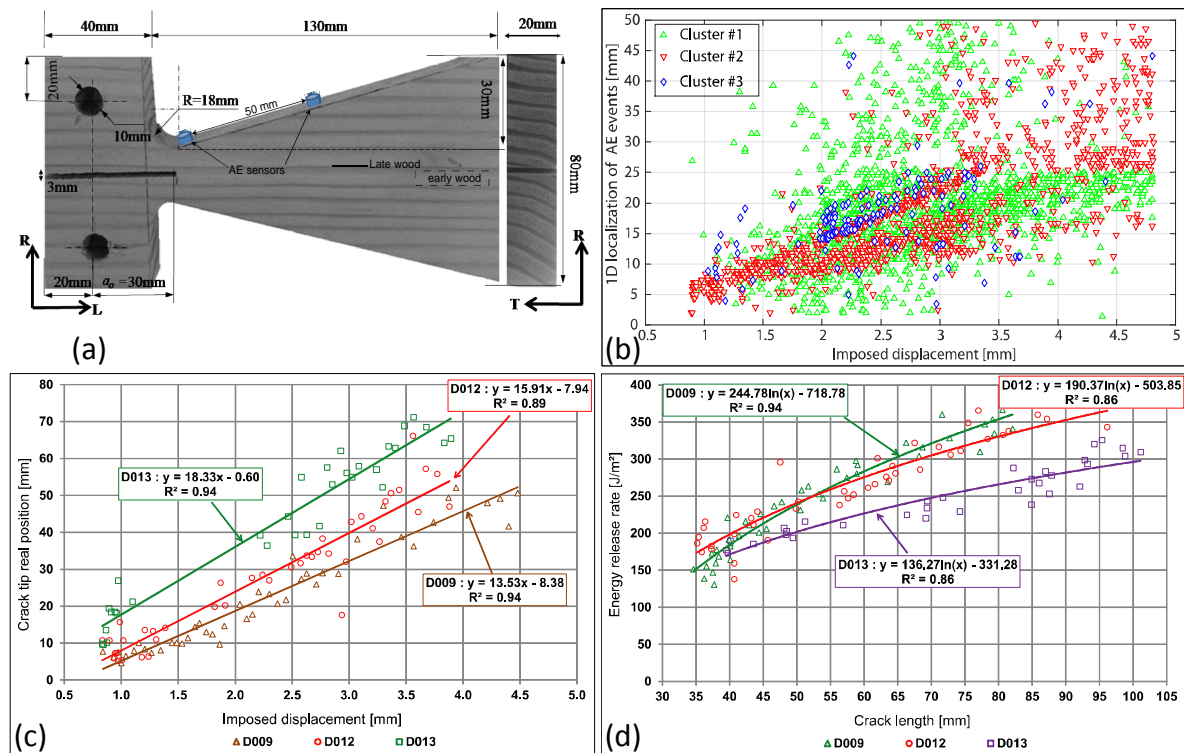 40mm
130mm
20mm
20mm
10mm
R=18mm
50 mm
30mm
AE sensors
Late wood
early wood
80mm
3mm
R
R
20mm
a₀ =30mm
L
T
(a)
50
45
40
35
30
25
20
15
10
5
0
Cluster #1
Cluster #2
Cluster #3
1D localization of AE events [mm]
0.5 1 1.5 2 2.5 3 3.5 4 4.5 5
Imposed displacement [mm]
(b)
80
70
60
50
40
30
20
10
0
Crack tip real position [mm]
D012 : y = 15.91x - 7.94
R² = 0.89
D013 : y = 18.33x - 0.60
R² = 0.94
D009 : y = 13.53x - 8.38
R² = 0.94
0.5 1.0 1.5 2.0 2.5 3.0 3.5 4.0 4.5 5.0
Imposed displacement [mm]
D009 D012 D013
(c)
400
350
300
250
200
150
100
50
0
Energy release rate [J/m²]
D009 : y = 244.78ln(x) - 718.78
R² = 0.94
D012 : y = 190.37ln(x) - 503.85
R² = 0.86
D013 : y = 136,27ln(x) - 331,28
R² = 0.86
30 35 40 45 50 55 60 65 70 75 80 85 90 95 100 105
Crack length [mm]
D009 D012 D013
(d)